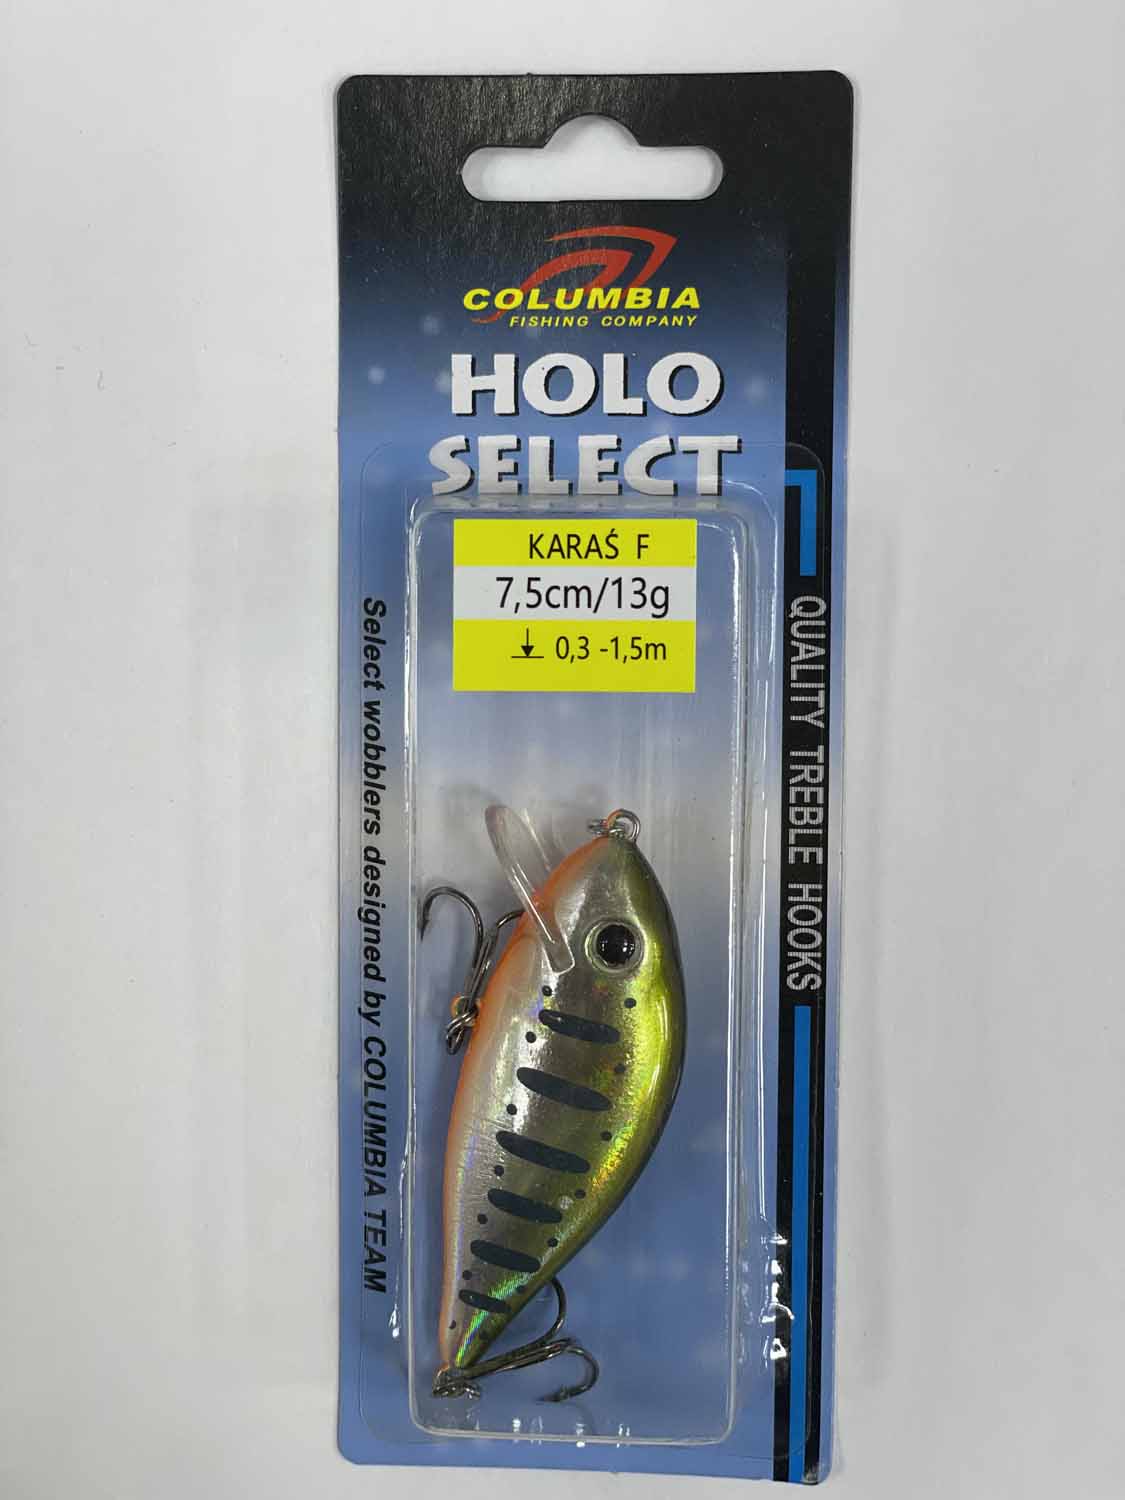 COLUMBIA
FISHING COMPANY
HOLO
SELECT
KARAŚ F
7,5cm/13g
0,3 -1,5m
Select wobblers designed by COLUMBIA TEAM
QUALITY TREBLE HOOKS